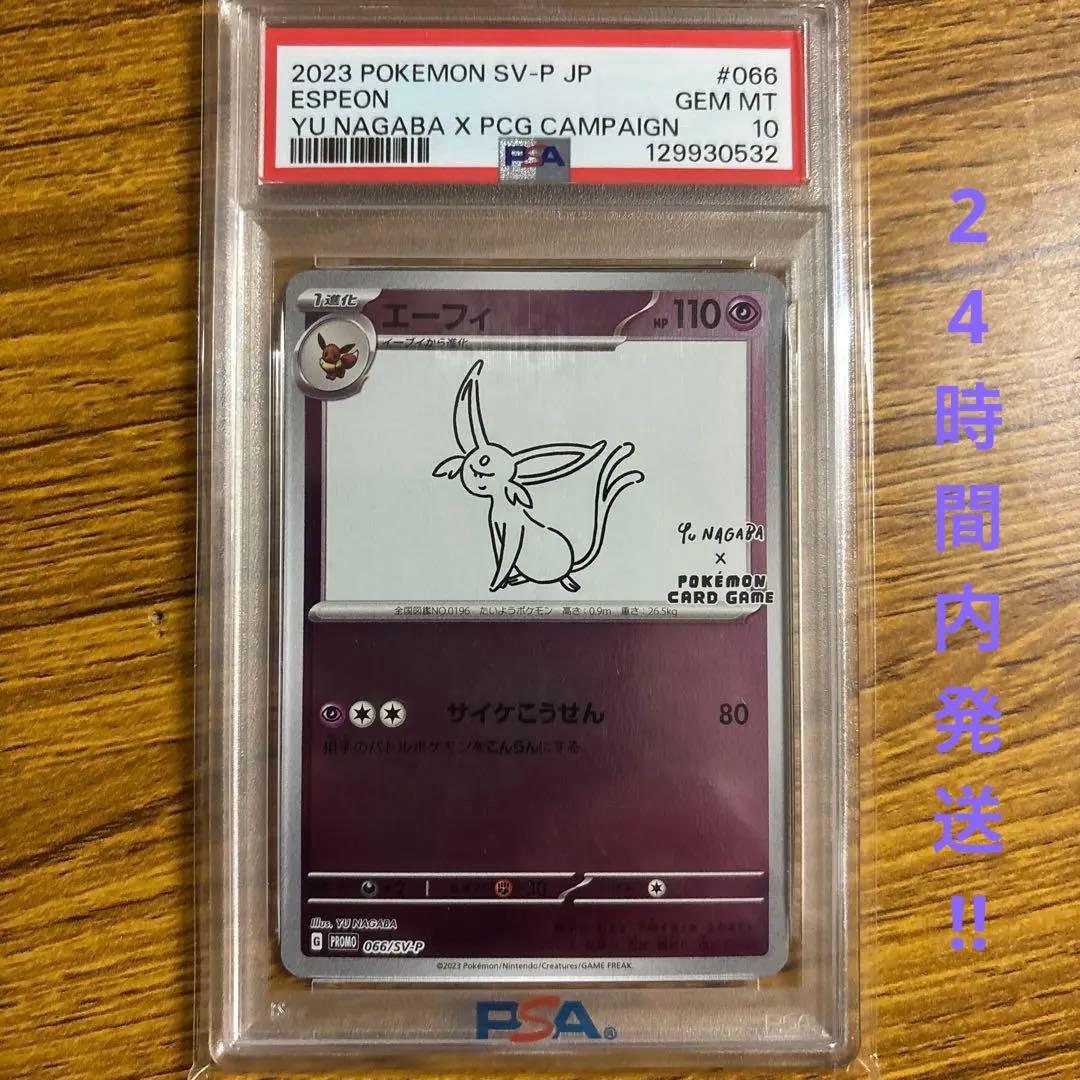 2023 POKEMON SV-P JP #066
ESPEON GEM MT
YU NAGABA X PCG CAMPAIGN 10
PSA 129930532
1進化 エーフィ HP 110
イーブイから進化
Yu NAGABA
×
POKÉMON
CARD GAME
全国図鑑NO.0196 たいようポケモン 高さ:0.9m 重さ:26.5kg
サイケこうせん 80
相手のバトルポケモンをこんらんにする。
×2 30
Illus. YU NAGABA
G PROMO 066/SV-P
©2023 Pokémon/Nintendo/Creatures/GAME FREAK
PSA®
24時間内発送!!